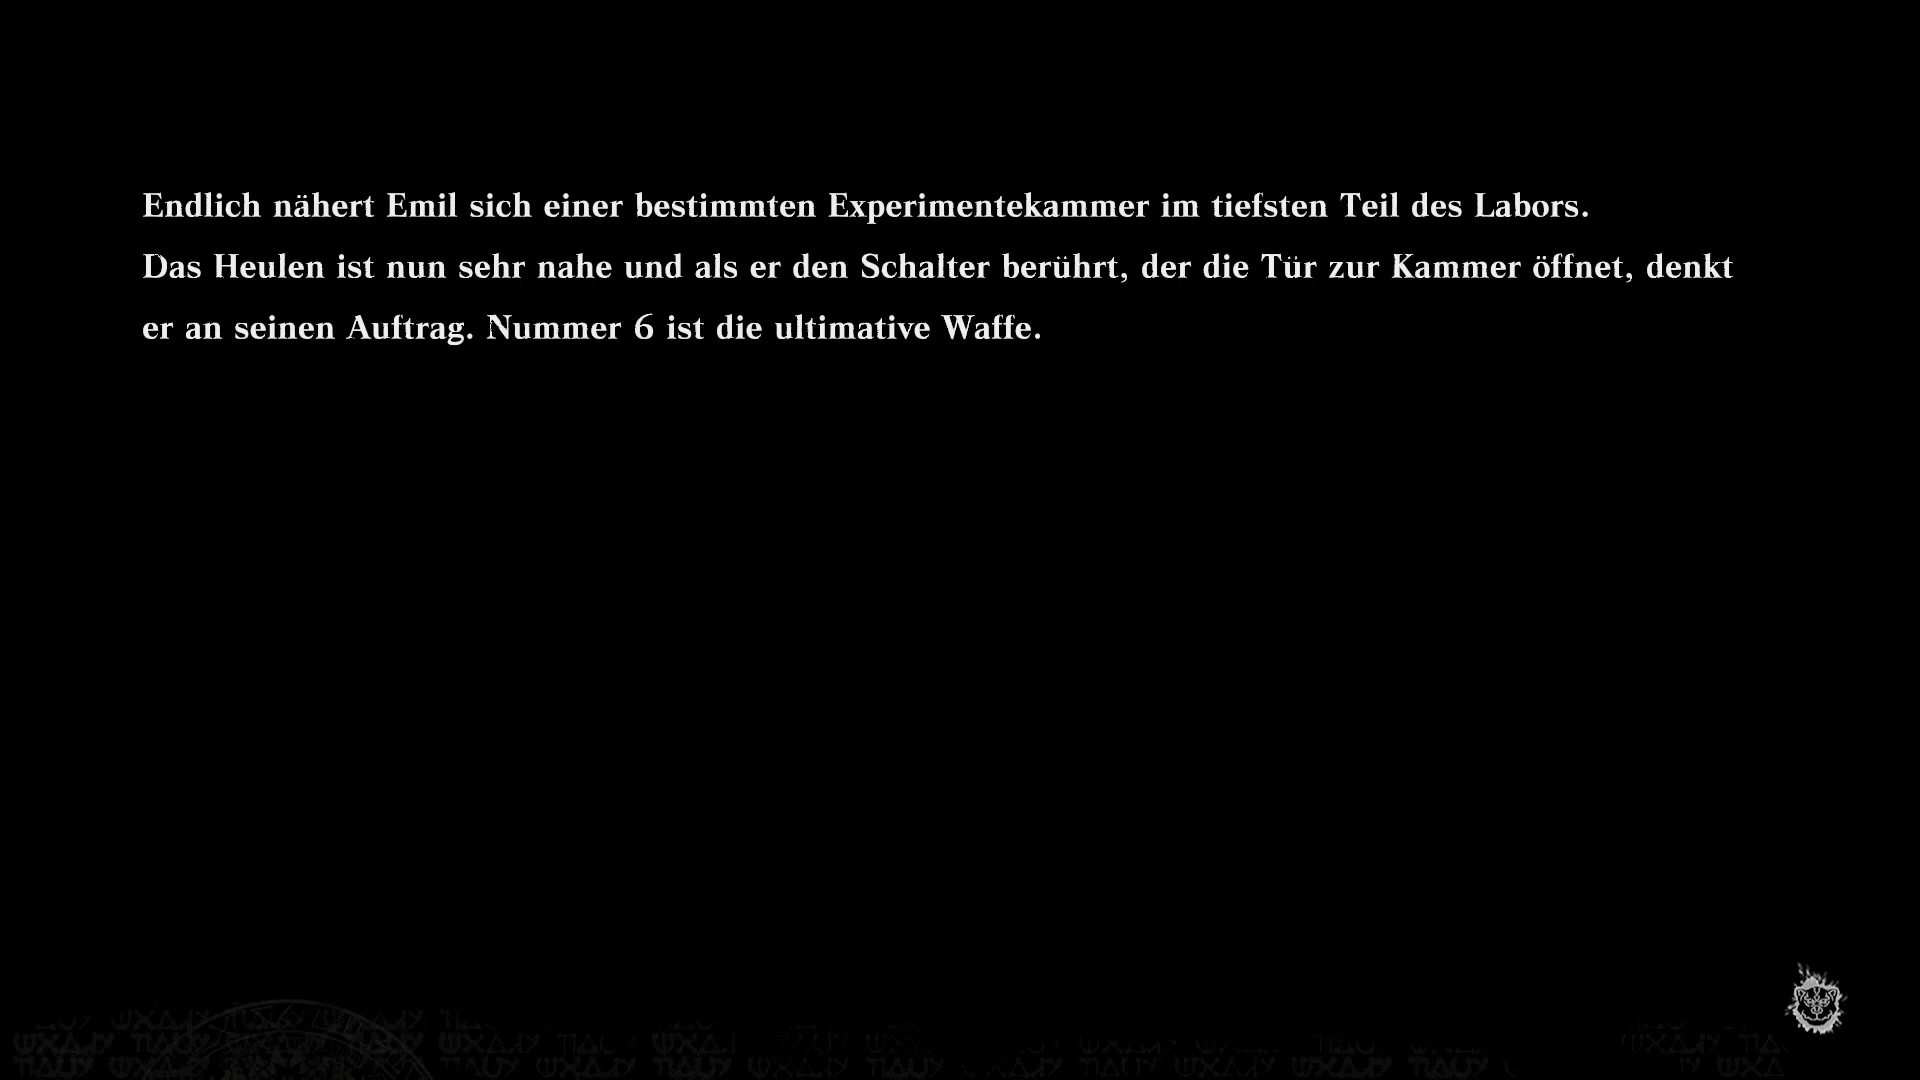 Endlich nähert Emil sich einer bestimmten Experimentekammer im tiefsten Teil des Labors.
Das Heulen ist nun sehr nahe und als er den Schalter berührt, der die Tür zur Kammer öffnet, denkt
er an seinen Auftrag. Nummer 6 ist die ultimative Waffe.